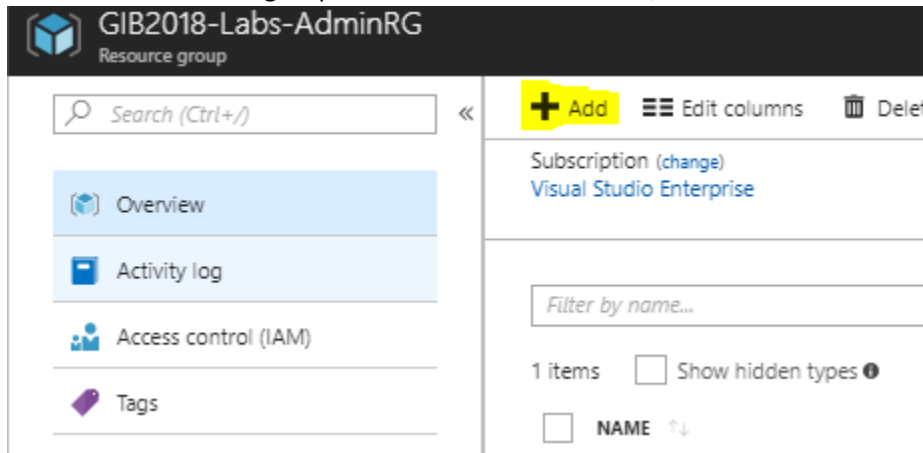 GIB2018-Labs-AdminRG
Resource group
Search (Ctrl+/)
«
Overview
Activity log
Access control (IAM)
Tags
Add
Edit columns
Delet
Subscription (change)
Visual Studio Enterprise
Filter by name...
1 items
Show hidden types
NAME